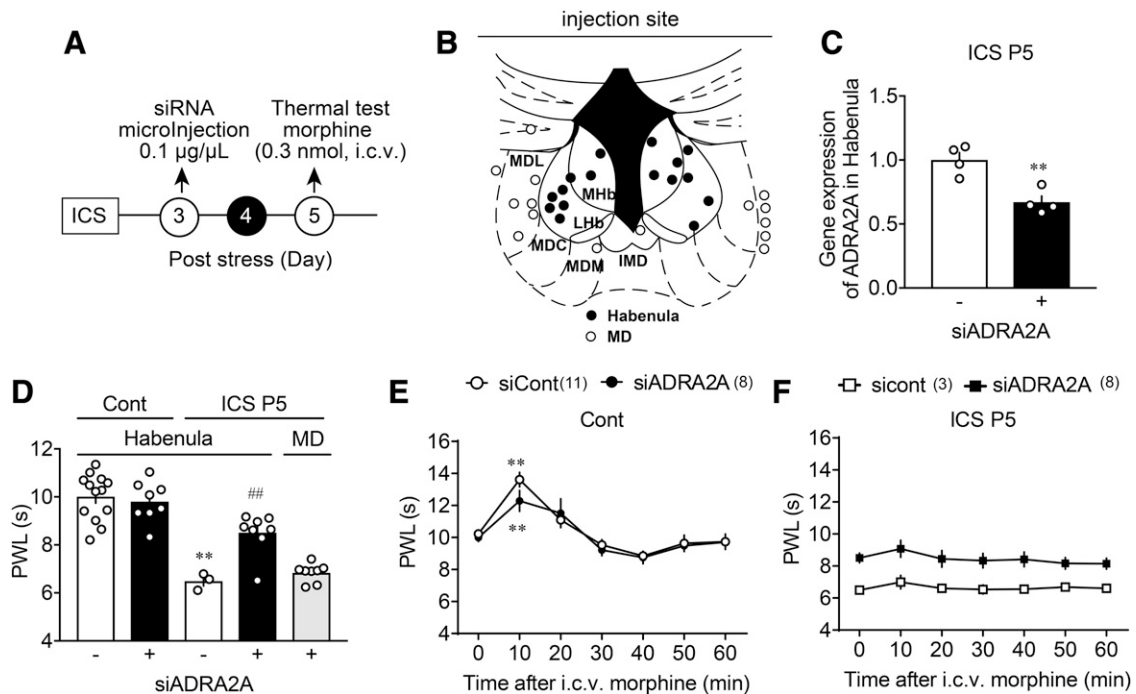 A
siRNA
microInjection
0.1 µg/µL
Thermal test
morphine
(0.3 nmol, i.c.v.)
ICS
3
4
5
Post stress (Day)
B
injection site
MDL
MHb
LHb
MDC
MDM
IMD
Habenula
MD
C
ICS P5
Gene expression
of ADRA2A in Habenula
1.5
1.0
0.5
0.0
**
- +
siADRA2A
D
Cont ICS P5
Habenula MD
PWL (s)
12
10
8
6
4
**
##
- + - + +
siADRA2A
E
siCont(11) siADRA2A (8)
Cont
PWL (s)
16
14
12
10
8
6
4
**
**
0 10 20 30 40 50 60
Time after i.c.v. morphine (min)
F
sicont (3) siADRA2A(8)
ICS P5
PWL (s)
16
14
12
10
8
6
4
0 10 20 30 40 50 60
Time after i.c.v. morphine (min)